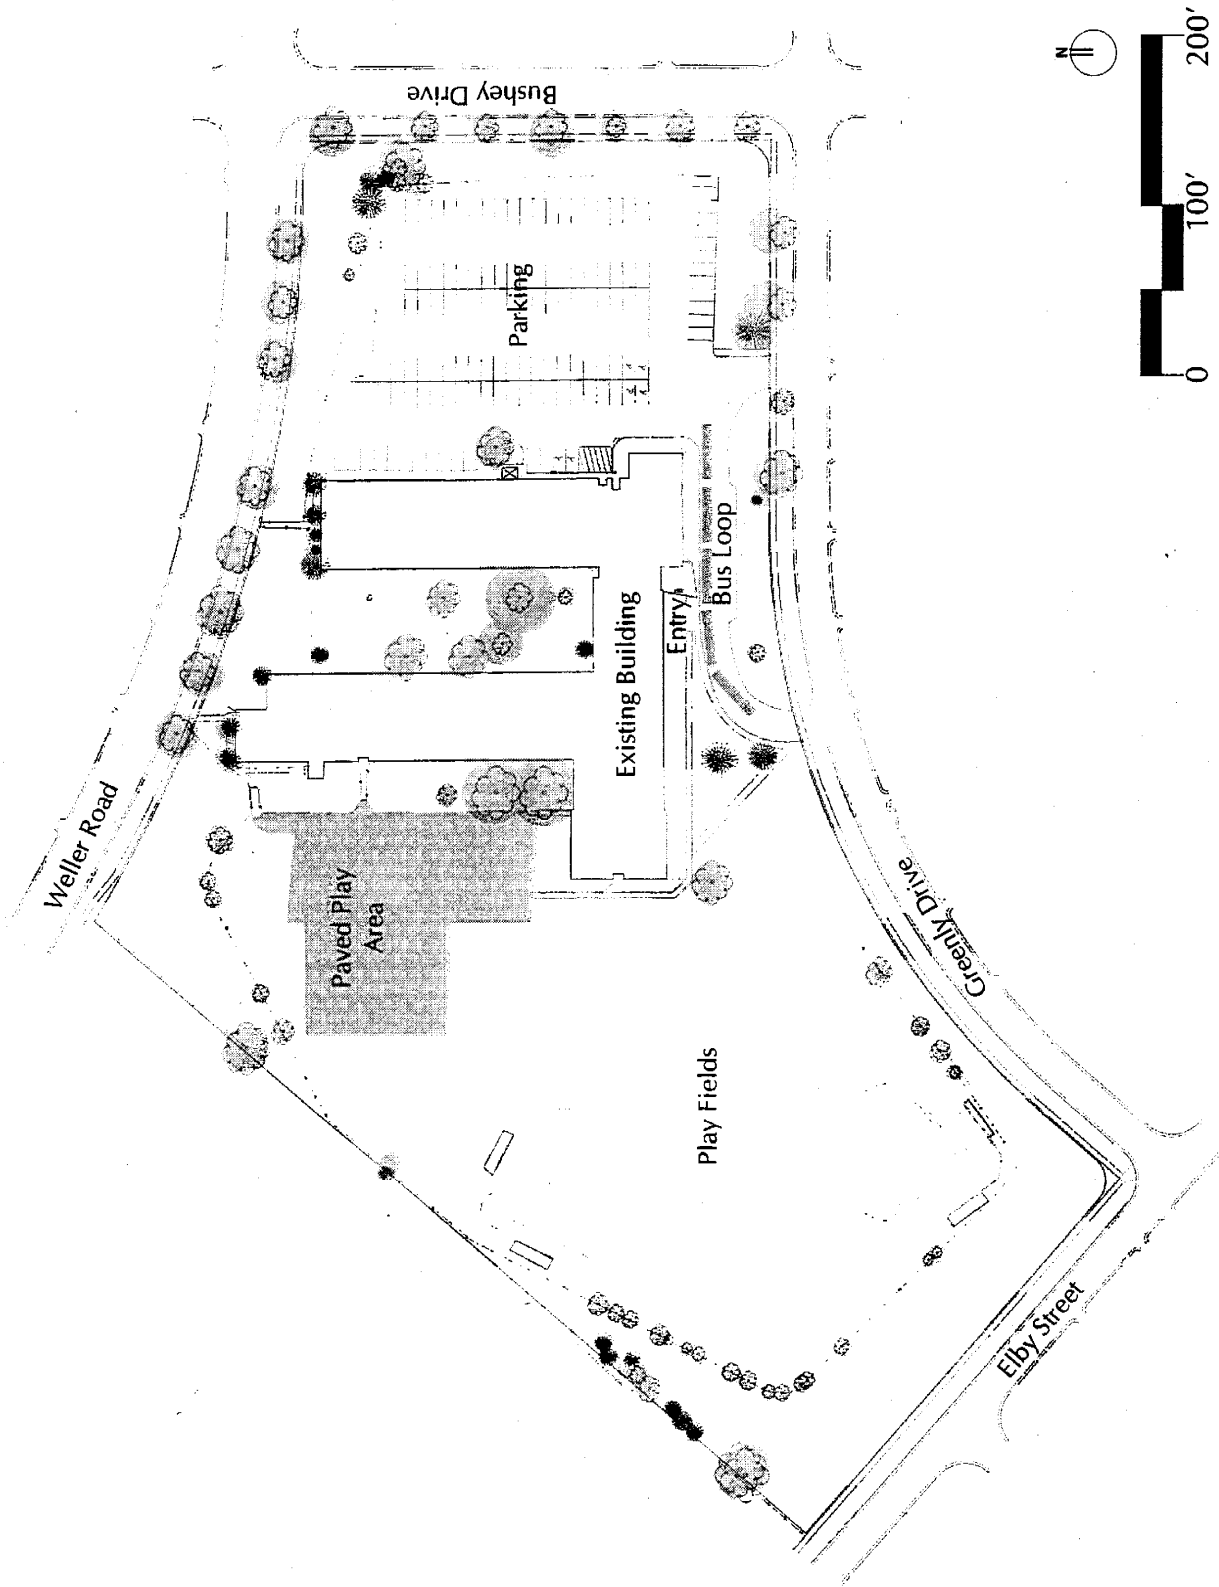 Weller Road
Bushey Drive
Parking
Paved Play
Area
Existing Building
Entry
Bus Loop
Play Fields
Greenly Drive
Elby Street
N
0
100'
200'